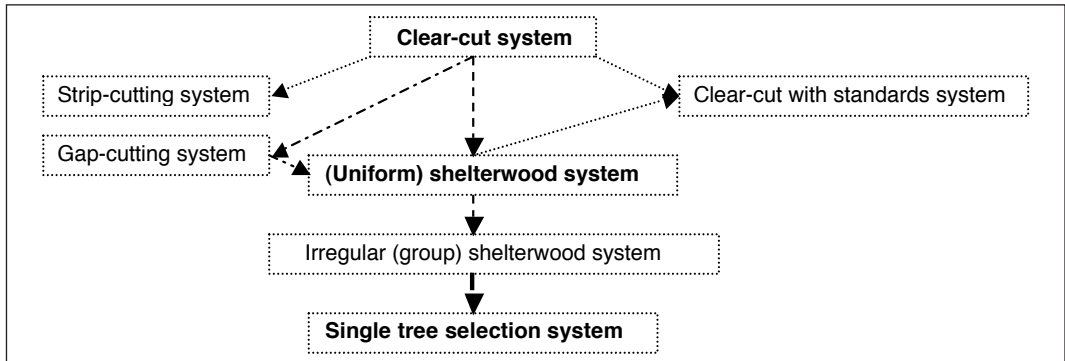 Clear-cut system
Strip-cutting system
Clear-cut with standards system
Gap-cutting system
(Uniform) shelterwood system
Irregular (group) shelterwood system
Single tree selection system